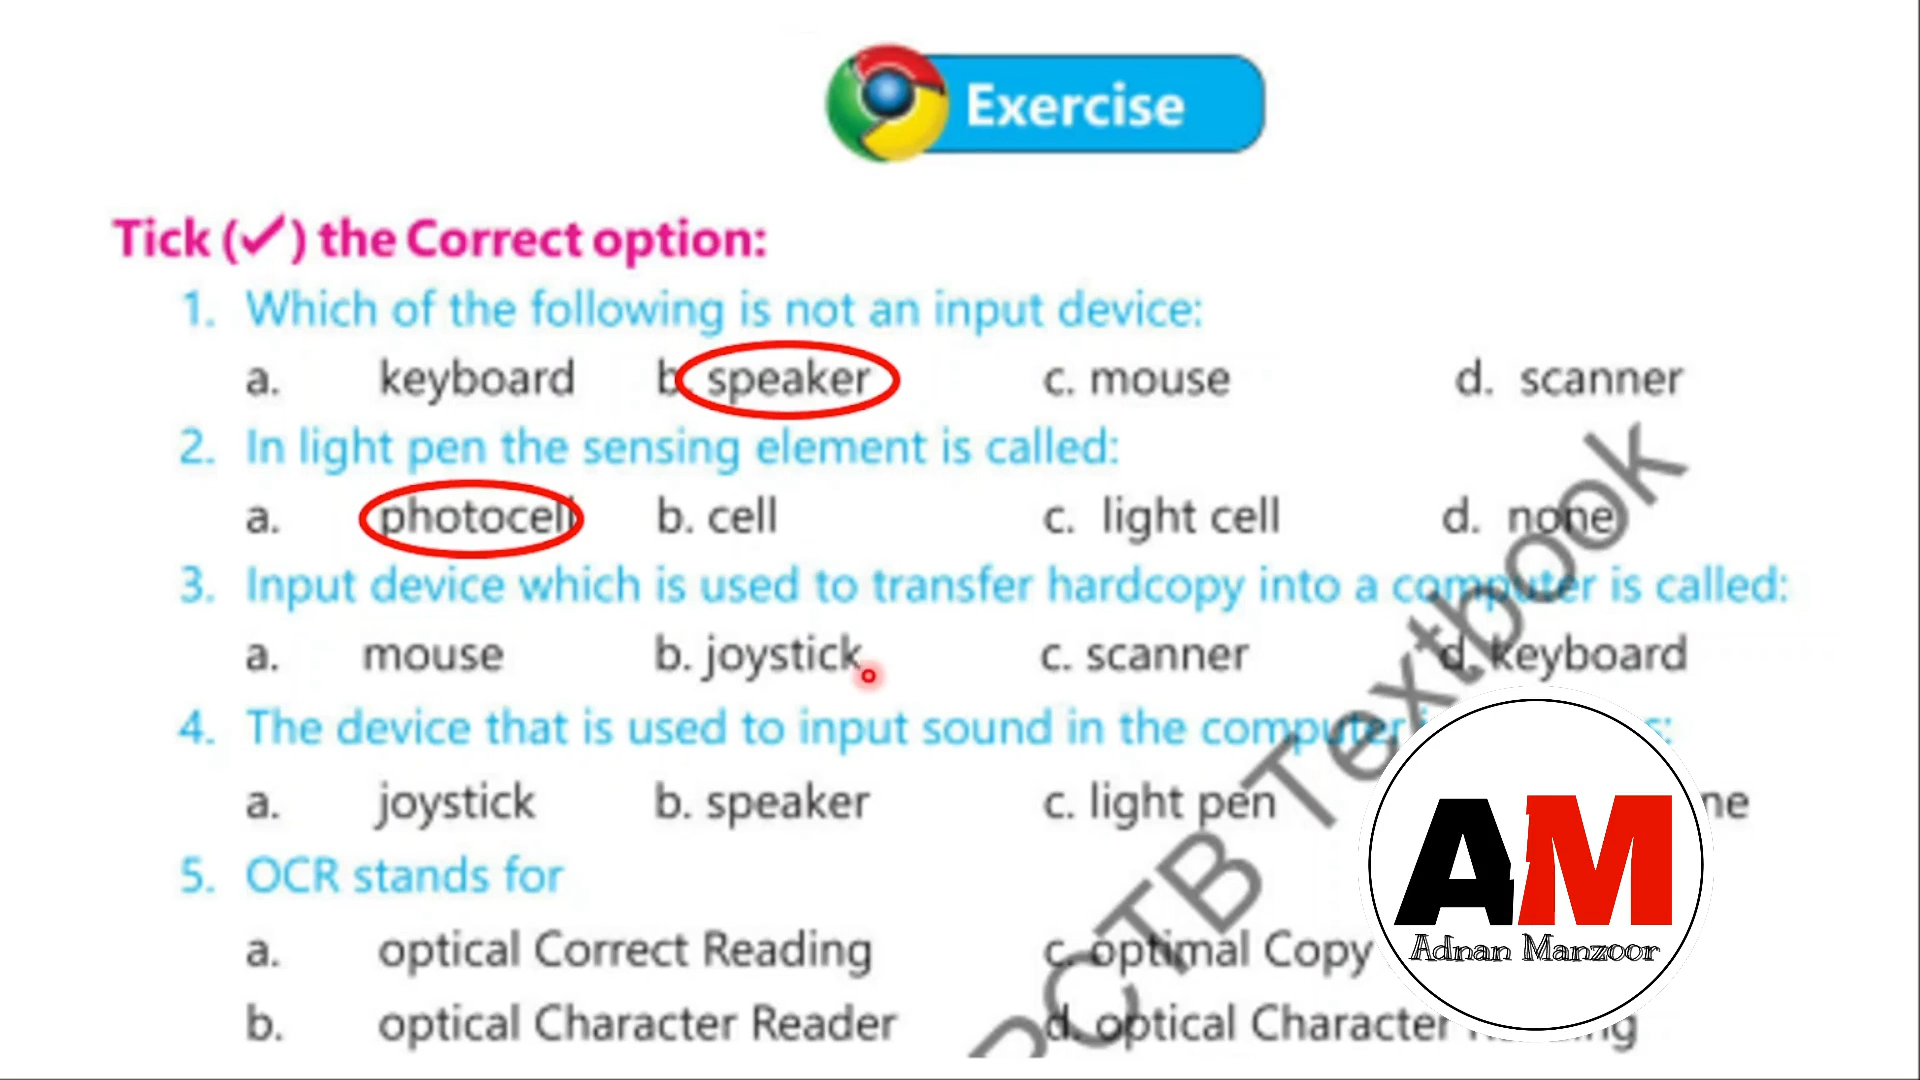 Exercise
Tick (✓) the Correct option:
1. Which of the following is not an input device:
a. keyboard b. speaker c. mouse d. scanner
2. In light pen the sensing element is called:
a. photocell b. cell c. light cell d. none
3. Input device which is used to transfer hardcopy into a computer is called:
a. mouse b. joystick c. scanner d. keyboard
4. The device that is used to input sound in the computer
a. joystick b. speaker c. light pen
5. OCR stands for
a. optical Correct Reading c. optimal Copy
b. optical Character Reader d. optical Character
PCTB Textbook
AM
Adnan Manzoor